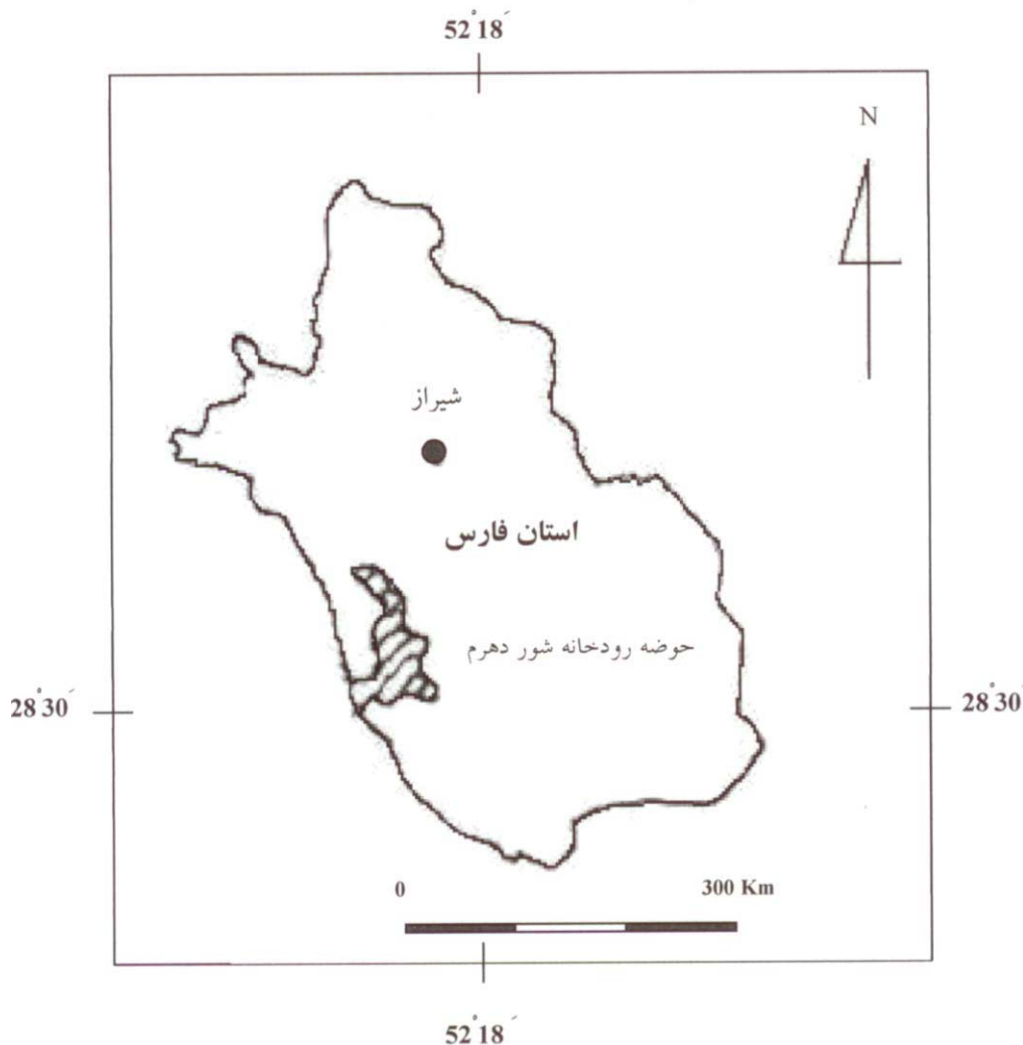 52°18´
N
شیراز
استان فارس
حوضه رودخانه شور دهرم
28°30´
28°30´
0
300 Km
52°18´